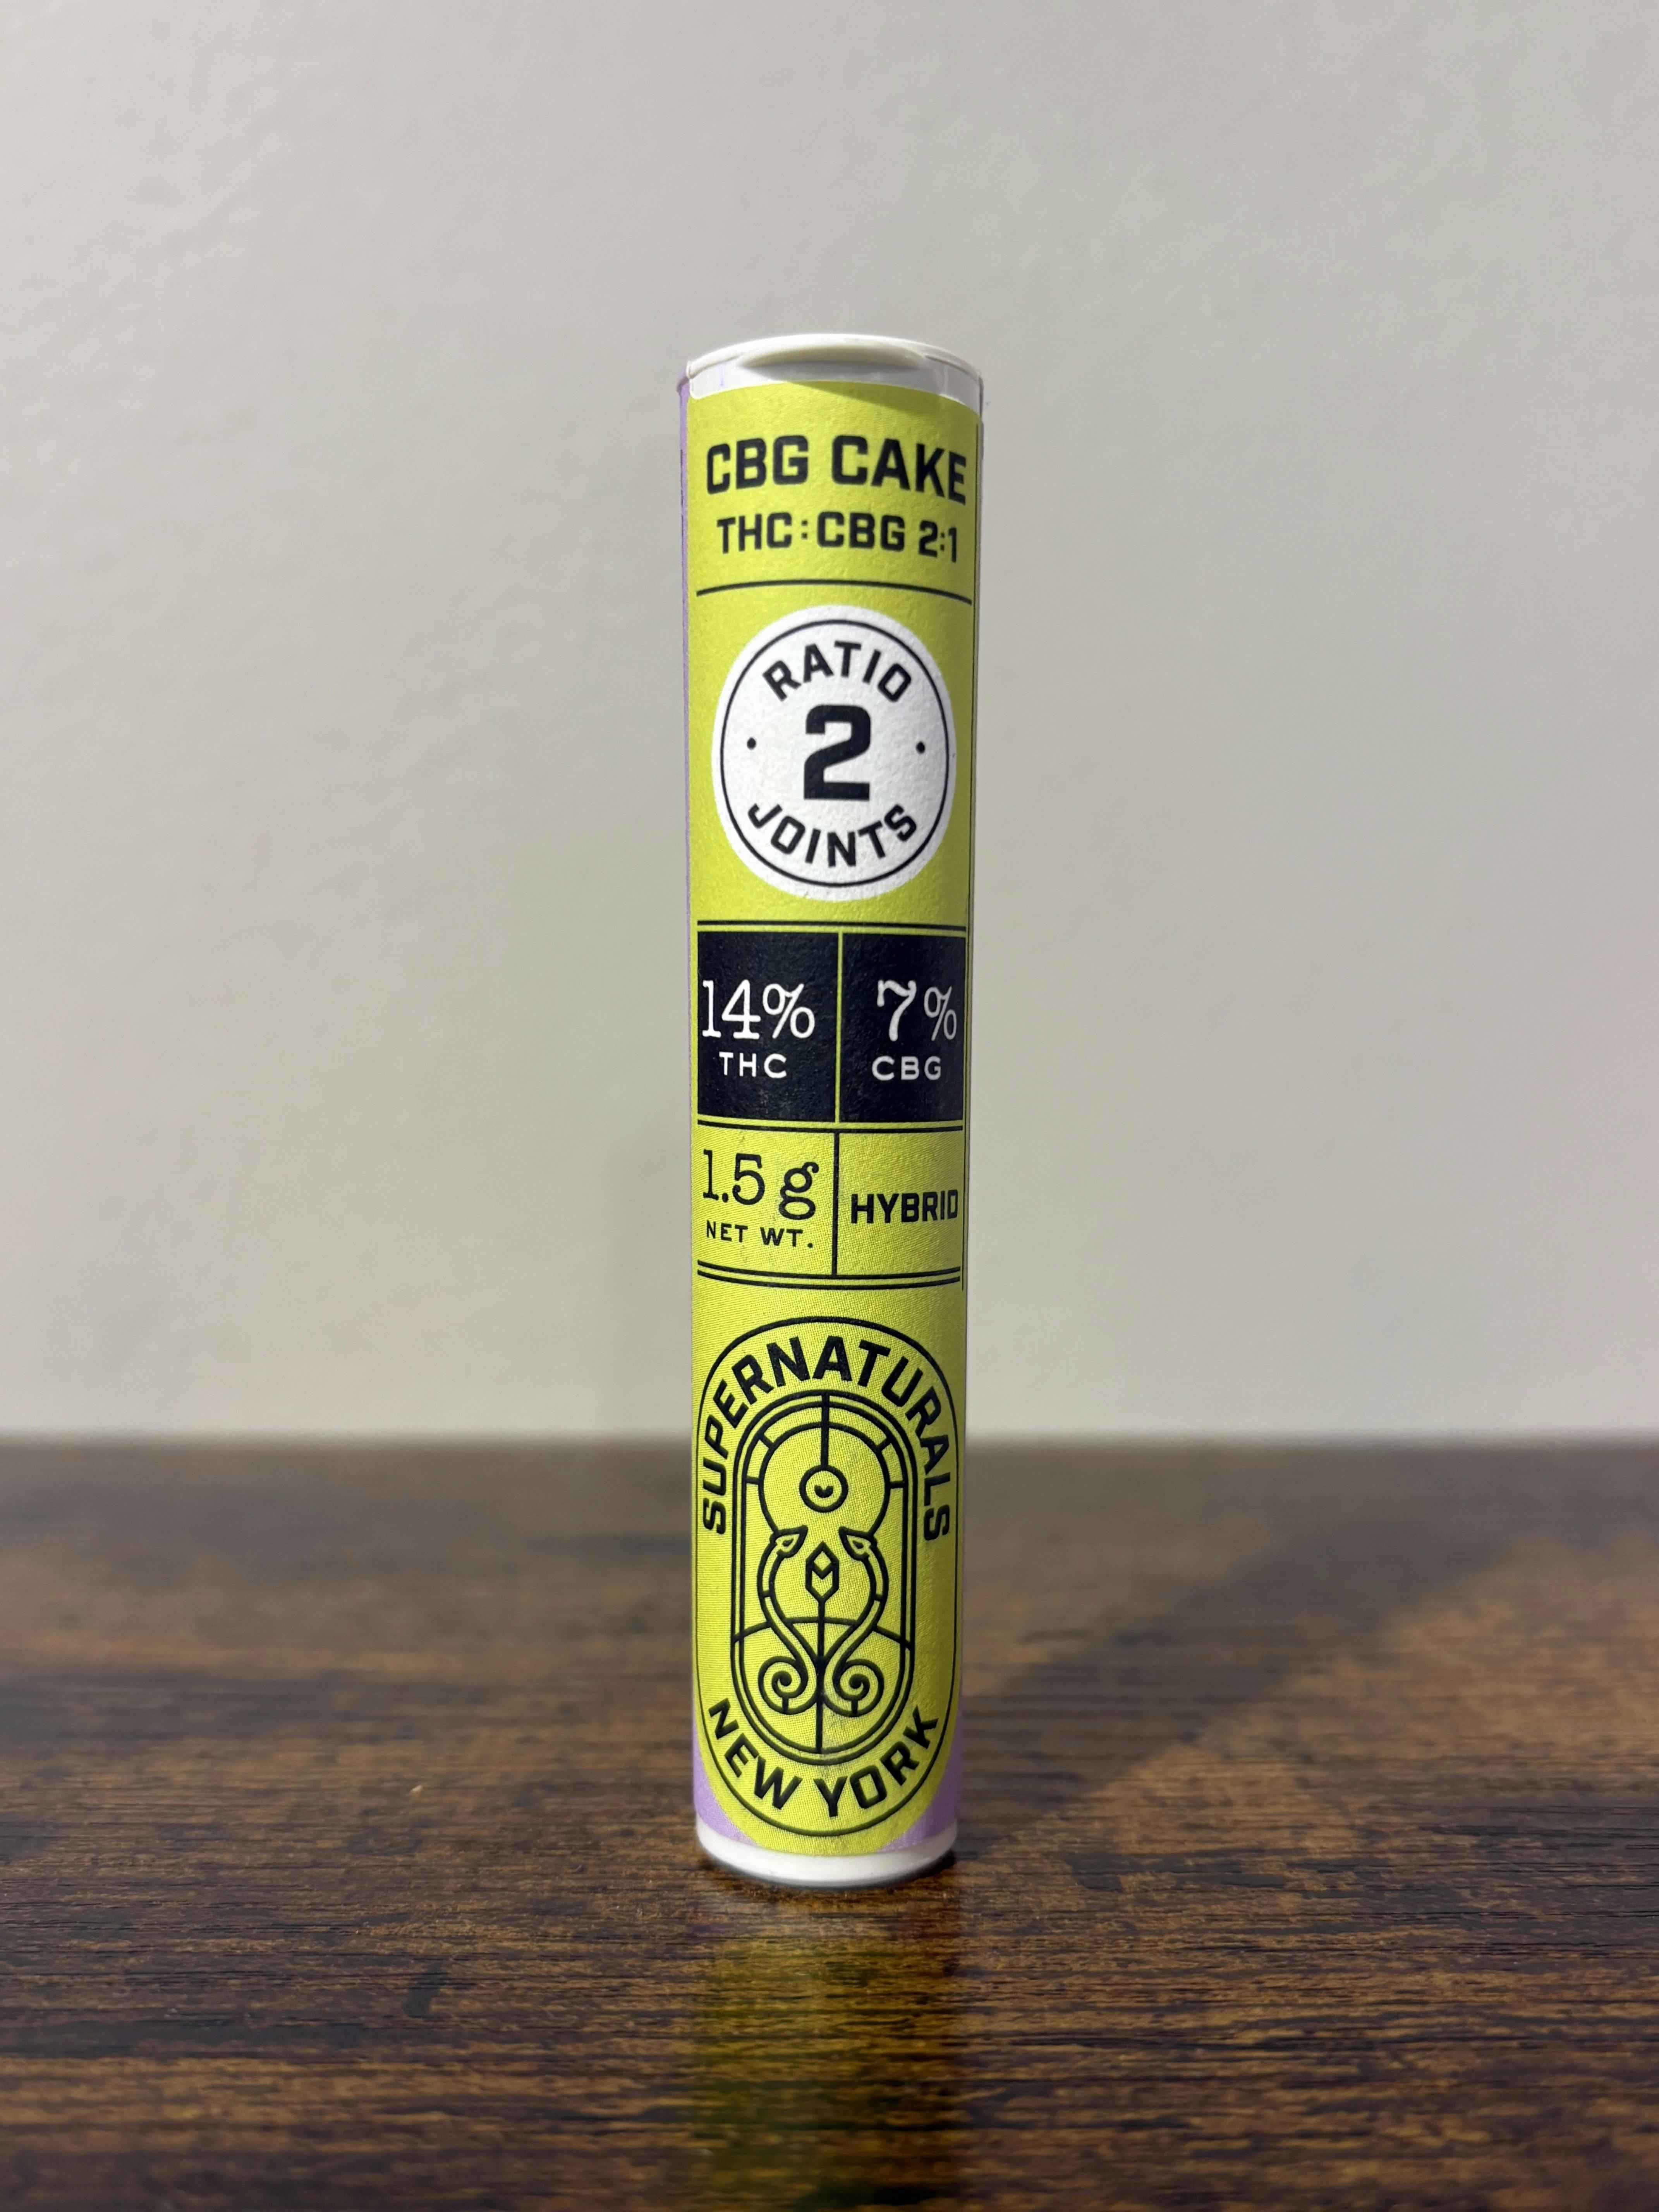 CBG CAKE
THC:CBG 2:1
RATIO
2
JOINTS
14%
THC
7%
CBG
1.5 g
NET WT.
HYBRID
SUPERNATURALS
NEW YORK